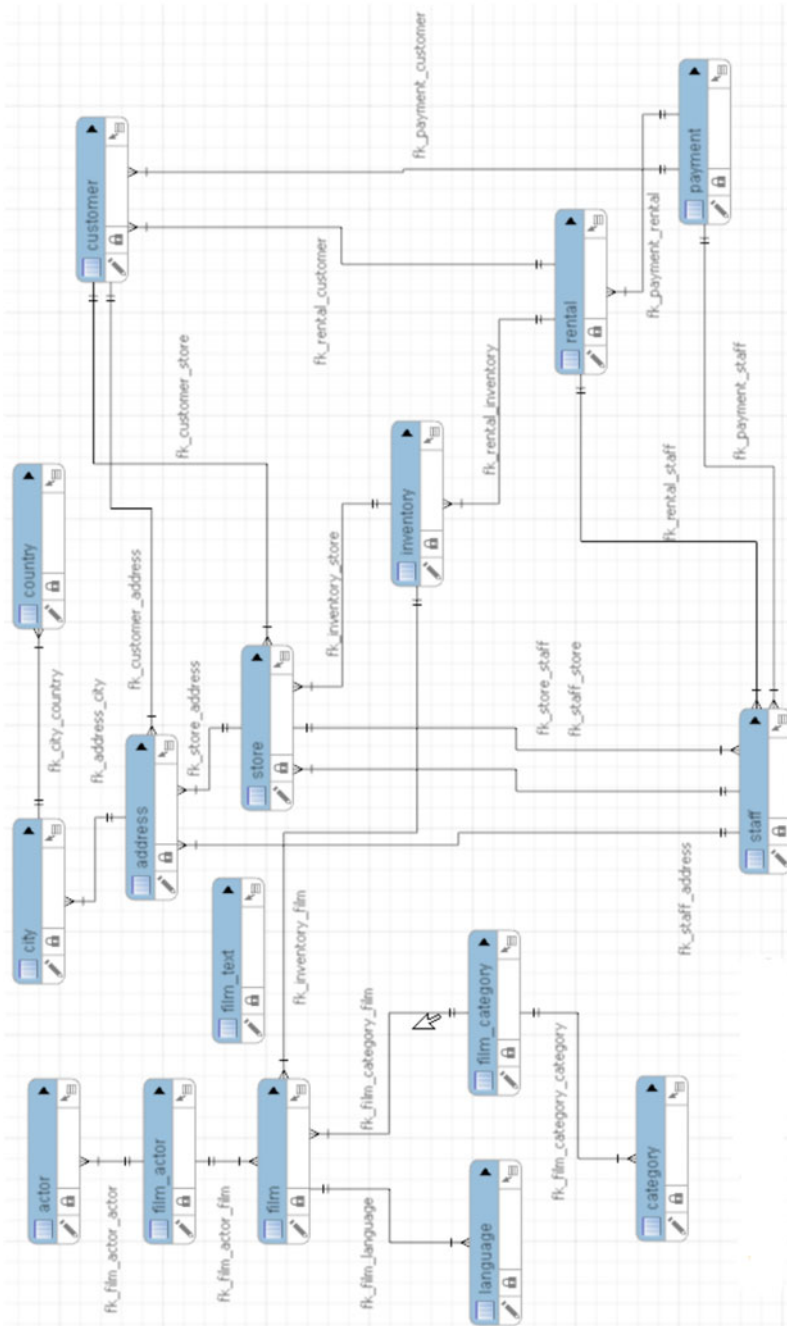 actor
city
country
fk_city_country
fk_film_actor_actor
fk_address_city
customer
fk_customer_address
film_actor
address
fk_store_address
fk_customer_store
fk_film_actor_film
film_text
store
film
fk_inventory_film
fk_rental_customer
fk_inventory_store
fk_film_language
fk_film_category_film
inventory
fk_payment_customer
language
film_category
fk_rental_inventory
fk_store_staff
fk_film_category_category
rental
fk_staff_store
category
fk_payment_rental
fk_rental_staff
fk_staff_address
payment
fk_payment_staff
staff